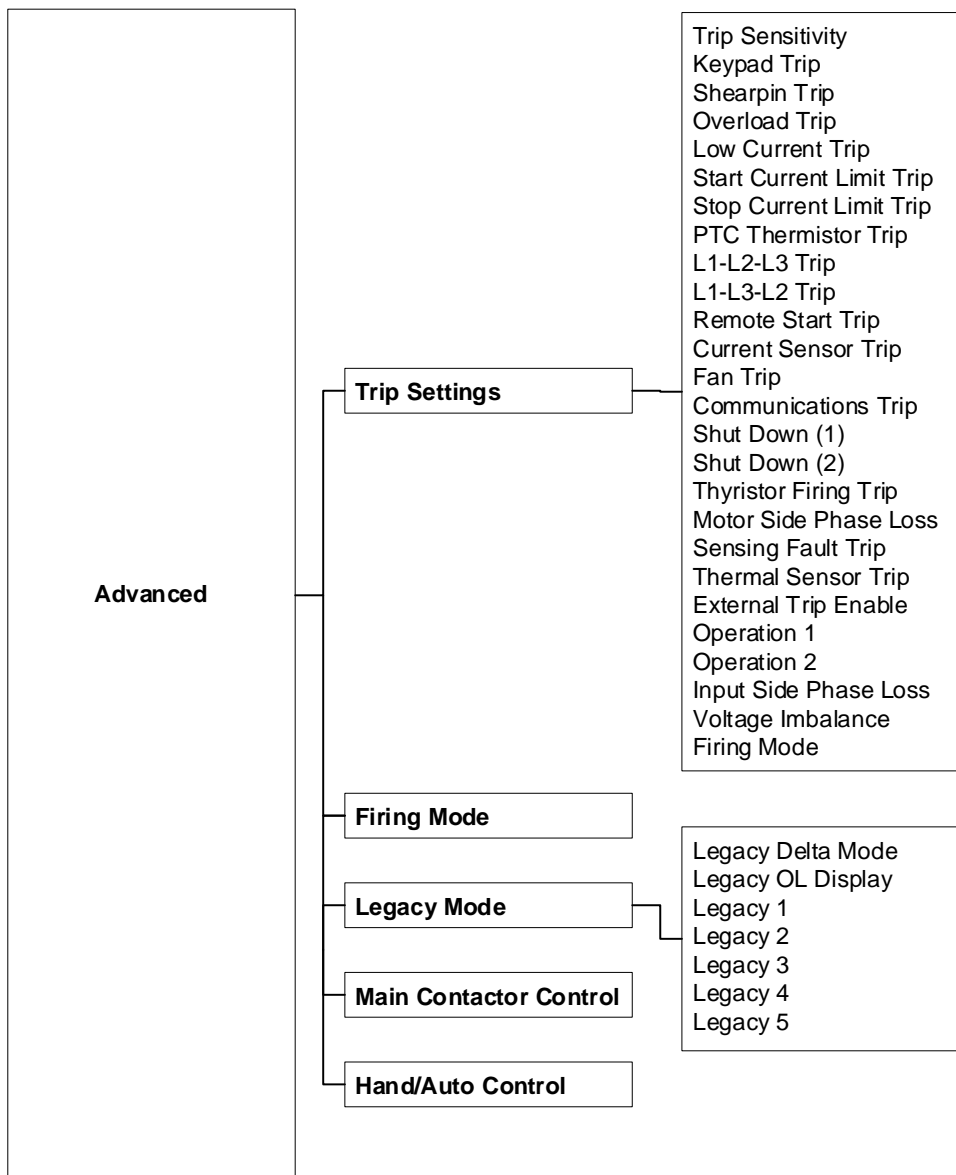 Advanced
Trip Settings
Trip Sensitivity
Keypad Trip
Shearpin Trip
Overload Trip
Low Current Trip
Start Current Limit Trip
Stop Current Limit Trip
PTC Thermistor Trip
L1-L2-L3 Trip
L1-L3-L2 Trip
Remote Start Trip
Current Sensor Trip
Fan Trip
Communications Trip
Shut Down (1)
Shut Down (2)
Thyristor Firing Trip
Motor Side Phase Loss
Sensing Fault Trip
Thermal Sensor Trip
External Trip Enable
Operation 1
Operation 2
Input Side Phase Loss
Voltage Imbalance
Firing Mode
Firing Mode
Legacy Mode
Legacy Delta Mode
Legacy OL Display
Legacy 1
Legacy 2
Legacy 3
Legacy 4
Legacy 5
Main Contactor Control
Hand/Auto Control